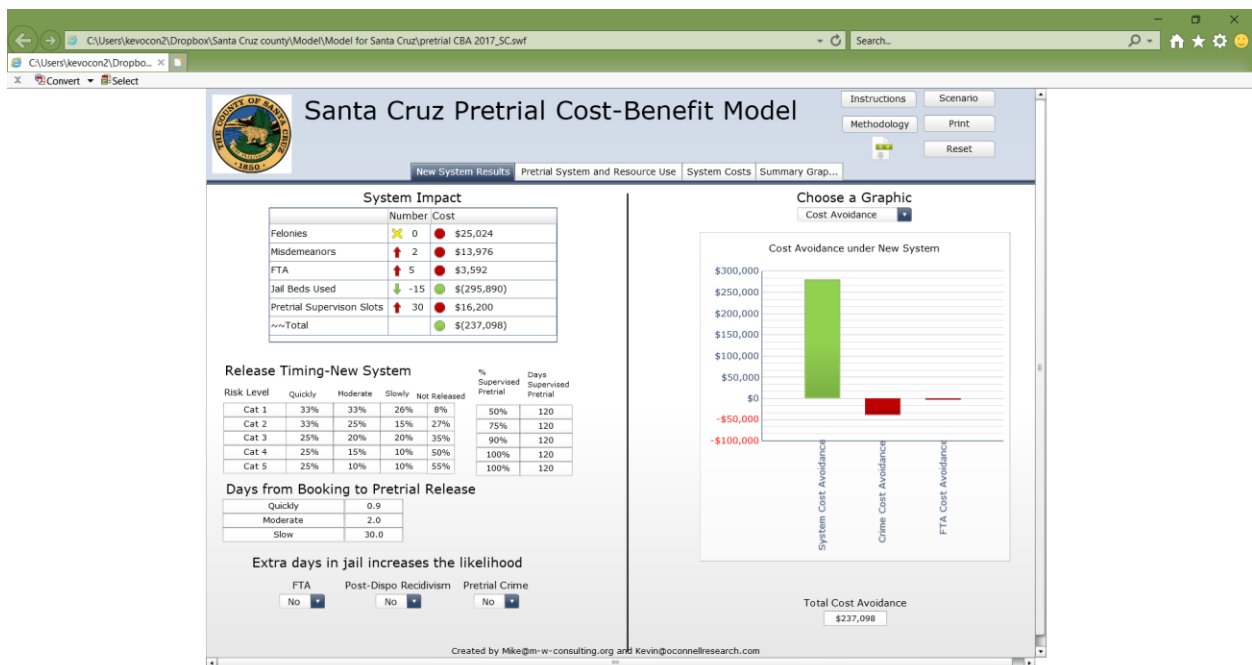 C:\Users\kevocon2\Dropbox\Santa Cruz county\Model\Model for Santa Cruz\pretrial CBA 2017_SC.swf
Search...
C:\Users\kevocon2\Dropbo...
x Convert Select
THE COUNTY OF SANTA CRUZ
1850
Santa Cruz Pretrial Cost-Benefit Model
Instructions Scenario
Methodology Print
Reset
New System Results Pretrial System and Resource Use System Costs Summary Grap...
System Impact
Number Cost
Felonies 0 $25,024
Misdemeanors 2 $13,976
FTA 5 $3,592
Jail Beds Used -15 $(295,890)
Pretrial Supervison Slots 30 $16,200
~~Total $(237,098)
Release Timing-New System
Risk Level Quickly Moderate Slowly Not Released % Supervised Pretrial Days Supervised Pretrial
Cat 1 33% 33% 26% 8% 50% 120
Cat 2 33% 25% 15% 27% 75% 120
Cat 3 25% 20% 20% 35% 90% 120
Cat 4 25% 15% 10% 50% 100% 120
Cat 5 25% 10% 10% 55% 100% 120
Days from Booking to Pretrial Release
Quickly 0.9
Moderate 2.0
Slow 30.0
Extra days in jail increases the likelihood
FTA Post-Dispo Recidivism Pretrial Crime
No No No
Choose a Graphic
Cost Avoidance
Cost Avoidance under New System
$300,000
$250,000
$200,000
$150,000
$100,000
$50,000
$0
-$50,000
-$100,000
System Cost Avoidance
Crime Cost Avoidance
FTA Cost Avoidance
Total Cost Avoidance
$237,098
Created by Mike@m-w-consulting.org and Kevin@oconnellresearch.com